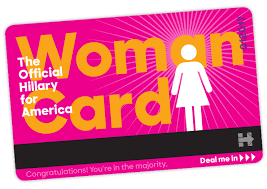 Woman
The Official
Hillary for
America
Card
Congratulations! You're in the majority.
Deal me in >>>